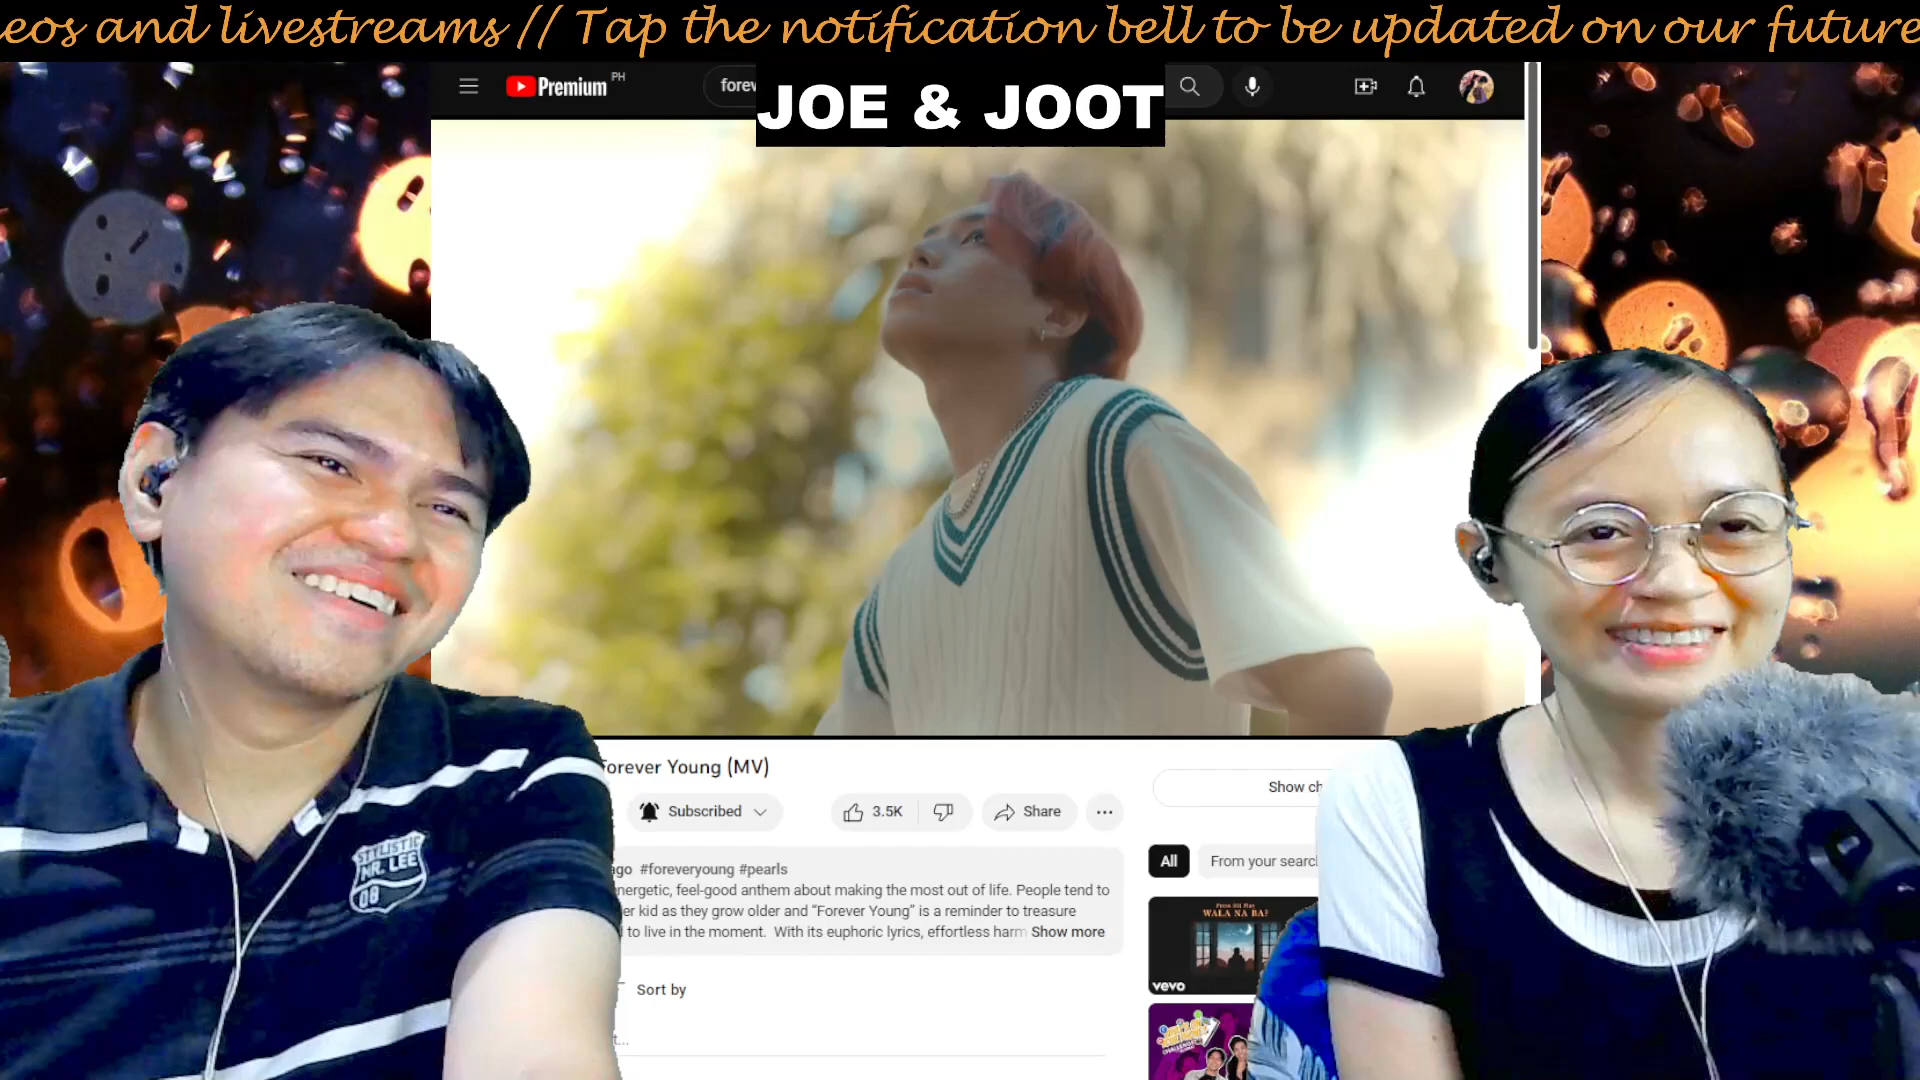 eos and livestreams // Tap the notification bell to be updated on our future
Premium PH
forev
JOE & JOOT
Forever Young (MV)
Subscribed
3.5K
Share
Show ch
ago #foreveryoung #pearls
nergetic, feel-good anthem about making the most out of life. People tend to
er kid as they grow older and “Forever Young” is a reminder to treasure
d to live in the moment. With its euphoric lyrics, effortless harm Show more
Sort by
All
From your search
WALA NA BA?
vevo
STYLISTIC
MR. LEE
08